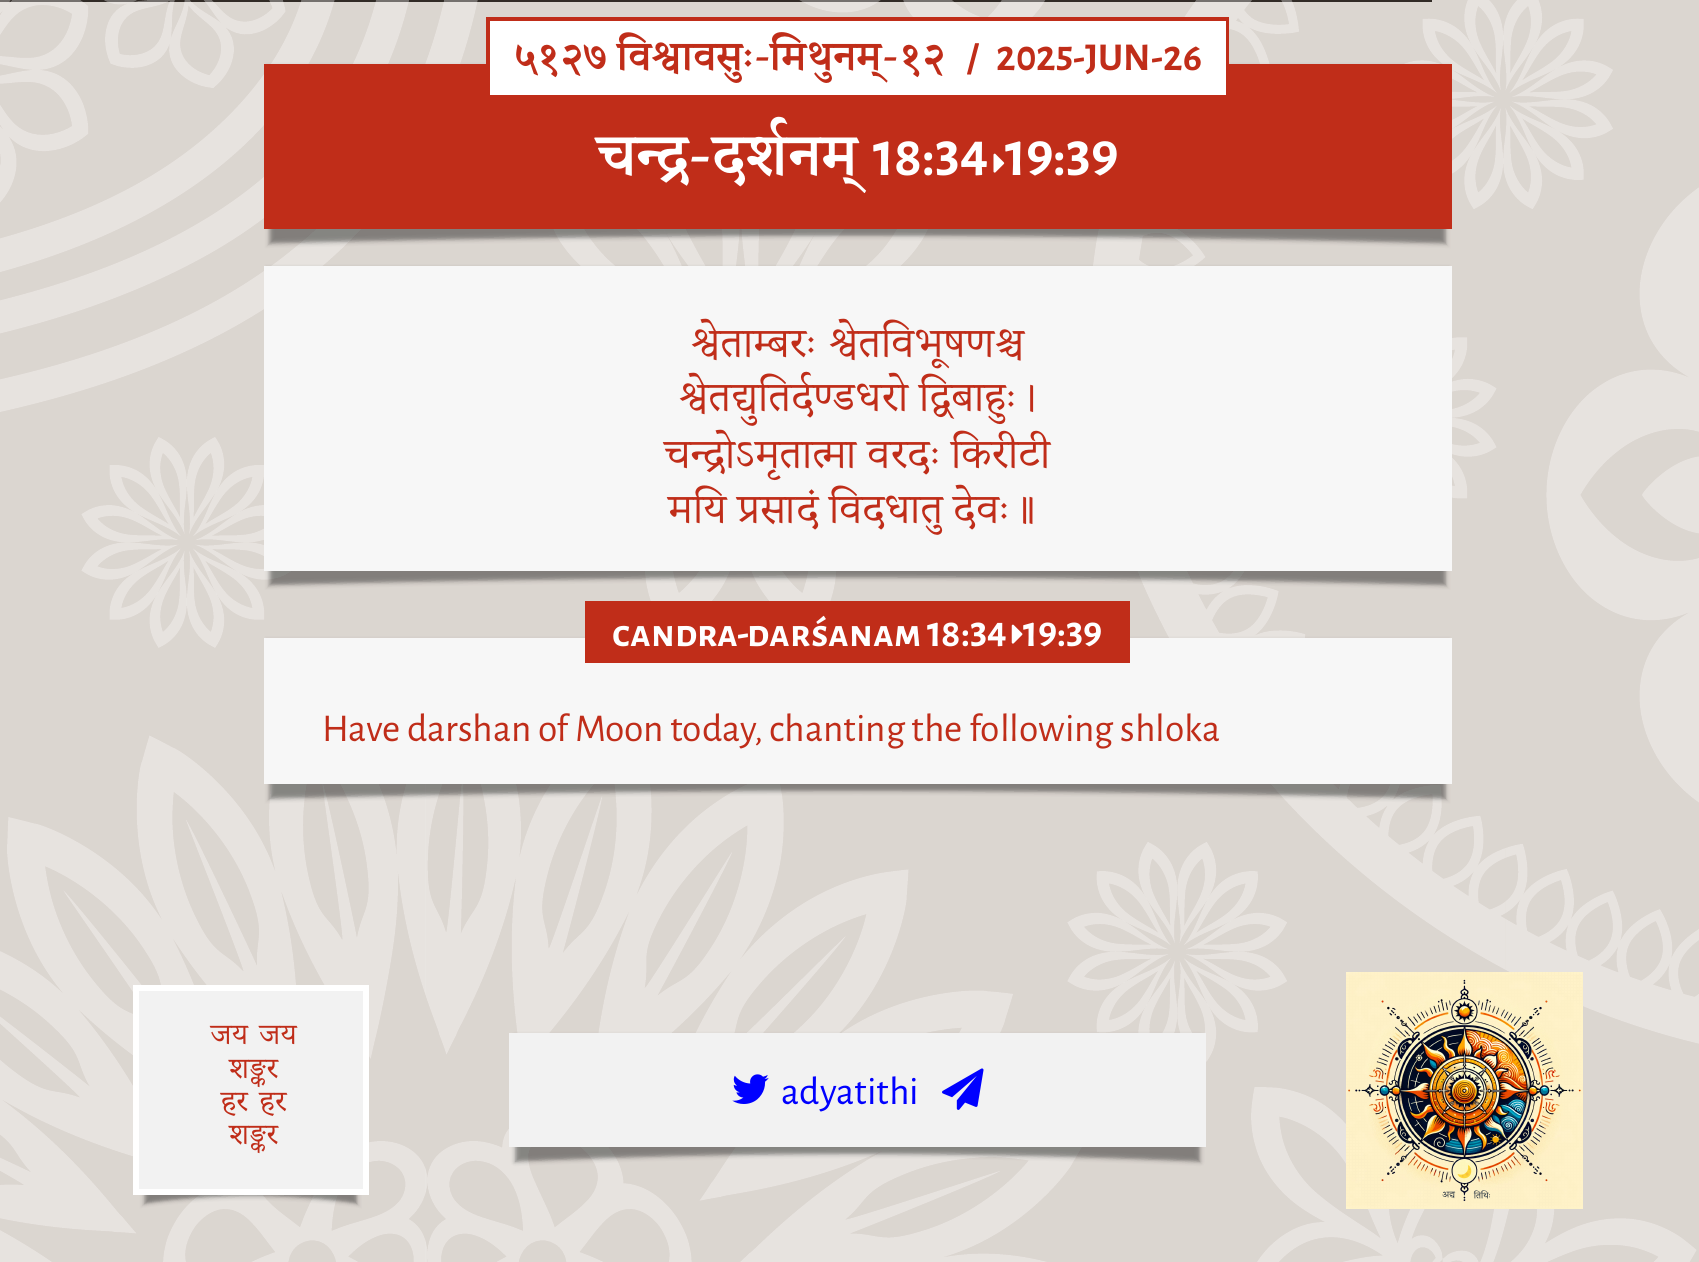 ५१२७ विश्वावसुः-मिथुनम्-१२ / 2025-JUN-26
चन्द्र-दर्शनम् 18:34▸19:39
श्वेताम्बरः श्वेतविभूषणश्च
श्वेतद्युतिर्दण्डधरो द्विबाहुः ।
चन्द्रोऽमृतात्मा वरदः किरीटी
मयि प्रसादं विदधातु देवः ॥
CANDRA-DARŚANAM 18:34▸19:39
Have darshan of Moon today, chanting the following shloka
जय जय
शङ्कर
हर हर
शङ्कर
adyatithi
अद्य तिथिः